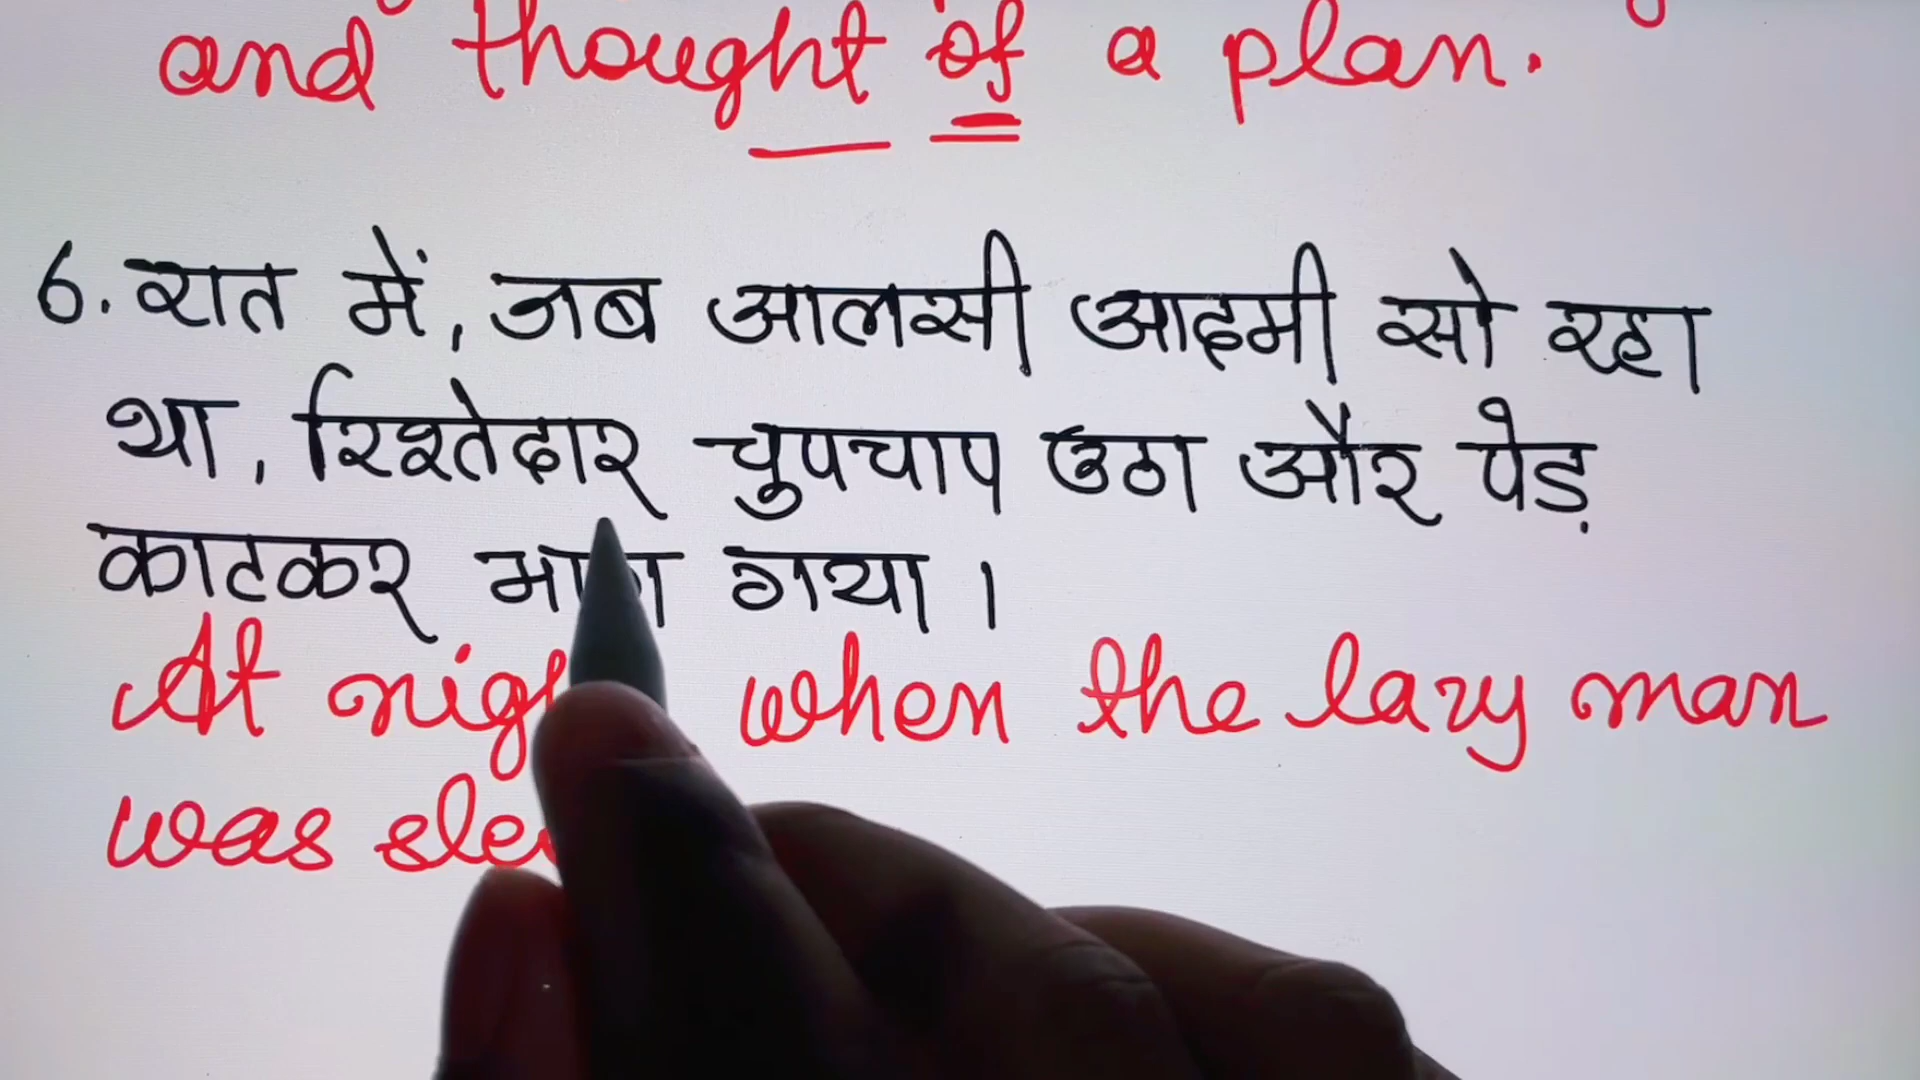 and thought of a plan.
6. रात में, जब आलसी आदमी सो रहा
था, रिश्तेदार चुपचाप उठा और पेड़
काटकर गया ।
At when the lazy man
was